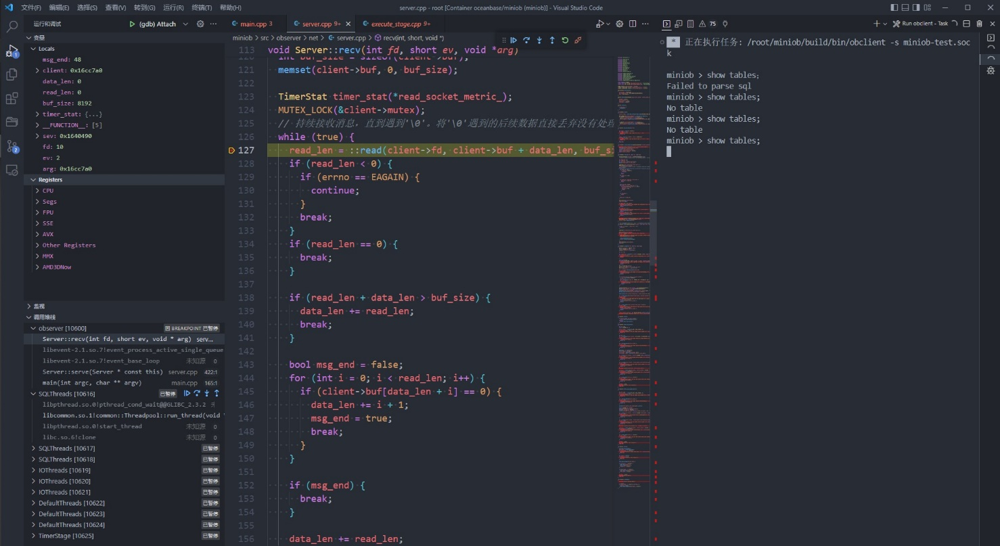 文件(F) 编辑(E) 选择(S) 查看(V) 转到(G) 运行(R) 终端(T) 帮助(H) server.cpp - root [Container oceanbase/miniob (miniob)] - Visual Studio Code
运行和调试 (gdb) Attach
main.cpp 3 server.cpp 9+ execute_stage.cpp 9+
75 Run obclient - Task
miniob > src > observer > net > server.cpp > recv(int, short, void *)
变量
Locals
msg_end: 48
client: 0x16cc7a0
data_len: 0
read_len: 0
buf_size: 8192
timer_stat: {...}
__FUNCTION__: [5]
sev: 0x1640490
fd: 10
ev: 2
arg: 0x16cc7a0
Registers
CPU
Segs
FPU
SSE
AVX
Other Registers
MMX
AMD3DNow
监视
调用堆栈
observer [10600] 因 BREAKPOINT 已暂停
Server::recv(int fd, short ev, void * arg) serv...
libevent-2.1.so.7!event_process_active_single_queue
libevent-2.1.so.7!event_base_loop 未知源 0
Server::serve(Server * const this) server.cpp 422:1
main(int argc, char ** argv) main.cpp 165:1
SQLThreads [10616] 已暂停
libpthread.so.0!pthread_cond_wait@@GLIBC_2.3.2
libcommon.so.1!common::Threadpool::run_thread(void
libpthread.so.0!start_thread 未知源 0
libc.so.6!clone 未知源 0
SQLThreads [10617] 已暂停
SQLThreads [10618] 已暂停
IOThreads [10619] 已暂停
IOThreads [10620] 已暂停
IOThreads [10621] 已暂停
DefaultThreads [10622] 已暂停
DefaultThreads [10623] 已暂停
DefaultThreads [10624] 已暂停
TimerStage [10625] 已暂停
113 void Server::recv(int fd, short ev, void *arg)
120 int buf_size = sizeof(client->buf);
121 memset(client->buf, 0, buf_size);
122
123 TimerStat timer_stat(*read_socket_metric_);
124 MUTEX_LOCK(&client->mutex);
125 // 持续接收消息，直到遇到'\0'。将'\0'遇到的后续数据直接丢弃没有处理
126 while (true) {
127 read_len = ::read(client->fd, client->buf + data_len, buf_si
128 if (read_len < 0) {
129 if (errno == EAGAIN) {
130 continue;
131 }
132 break;
133 }
134 if (read_len == 0) {
135 break;
136 }
137
138 if (read_len + data_len > buf_size) {
139 data_len += read_len;
140 break;
141 }
142
143 bool msg_end = false;
144 for (int i = 0; i < read_len; i++) {
145 if (client->buf[data_len + i] == 0) {
146 data_len += i + 1;
147 msg_end = true;
148 break;
149 }
150 }
151
152 if (msg_end) {
153 break;
154 }
155
156 data_len += read_len;
* 正在执行任务: /root/miniob/build/bin/obclient -s miniob-test.soc
k
miniob > show tables;
Failed to parse sql
miniob > show tables;
No table
miniob > show tables;
No table
miniob > show tables;